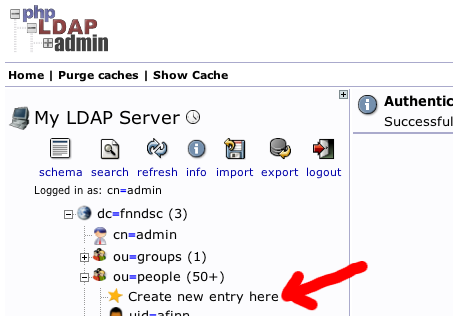 php
LDAP
admin
Home | Purge caches | Show Cache
My LDAP Server
schema search refresh info import export logout
Logged in as: cn=admin
dc=fnndsc (3)
cn=admin
ou=groups (1)
ou=people (50+)
Create new entry here
uid=afinn
Authentic
Successful